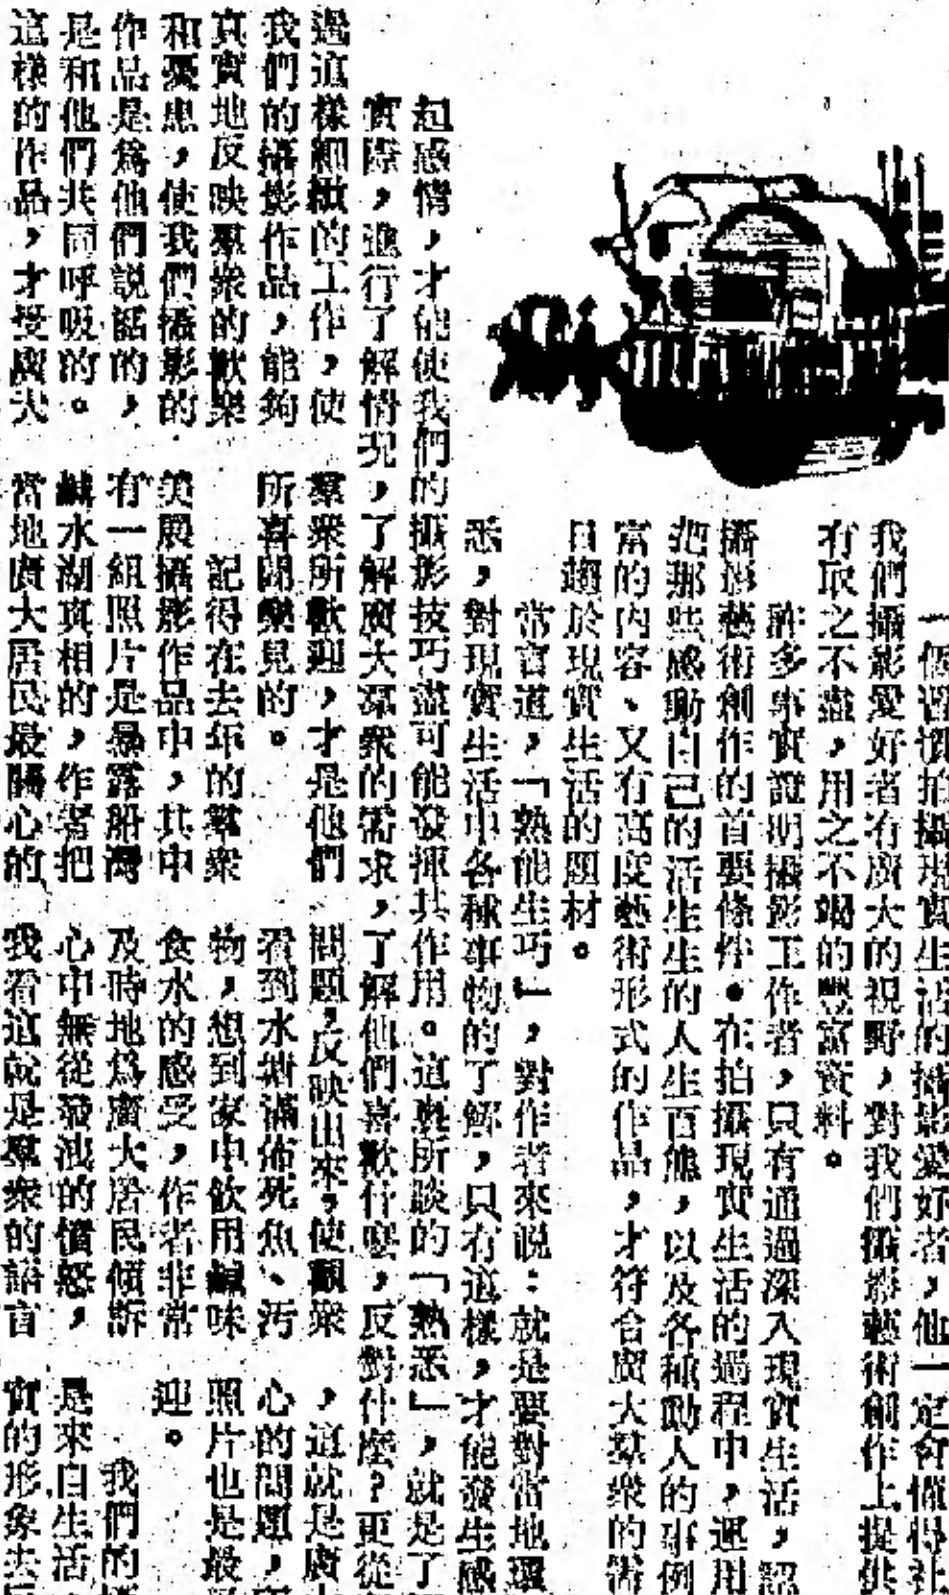 一個習慣拍攝現實生活的攝影愛好者，他一定會懂得社
我們攝影愛好者有廣大的視野，對我們攝影藝術創作上提供
有取之不盡，用之不竭的豐富資料。
許多事實證明攝影工作者，只有通過深入現實生活，認
攝影藝術創作的首要條件。在拍攝現實生活的過程中，運用
把那些感動自己的活生生的人生百態，以及各種動人的事例
富的內容、又有高度藝術形式的作品，才符合廣大羣衆的需
日趨於現實生活的題材。
常言道，「熟能生巧」，對作者來說：就是要對當地環
悉，對現實生活中各種事物的了解，只有這樣，才能發生感
起感情，才能使我們的攝影技巧盡可能發揮其作用。這裏所談的「熟悉」，就是了
實際，進行了解情況，了解廣大羣衆的需求，了解他們喜歡什麼，反對什麼？更從
過這樣細緻的工作，使
我們的攝影作品，能夠
真實地反映羣衆的歡樂
和憂患，使我們攝影的
作品是爲他們説話的，
是和他們共同呼吸的。
這樣的作品，才受廣大
羣衆所歡迎，才是他們
所喜聞樂見的。
記得在去年的羣衆
美展攝影作品中，共中
有一組照片是暴露船灣
鹹水湖真相的，作者把
當地廣大居民最關心的
問題，反映出來，使觀衆
看到水塘滿佈死魚、污
物，想到家中飲用鹹味
食水的感受，作者非常
及時地爲廣大居民傾訴
心中無從發洩的憤怒，
我看這就是羣衆的語言
，這就是廣
心的問題，
照片也是最
迎。
我們的
是來自生活
實的形象去